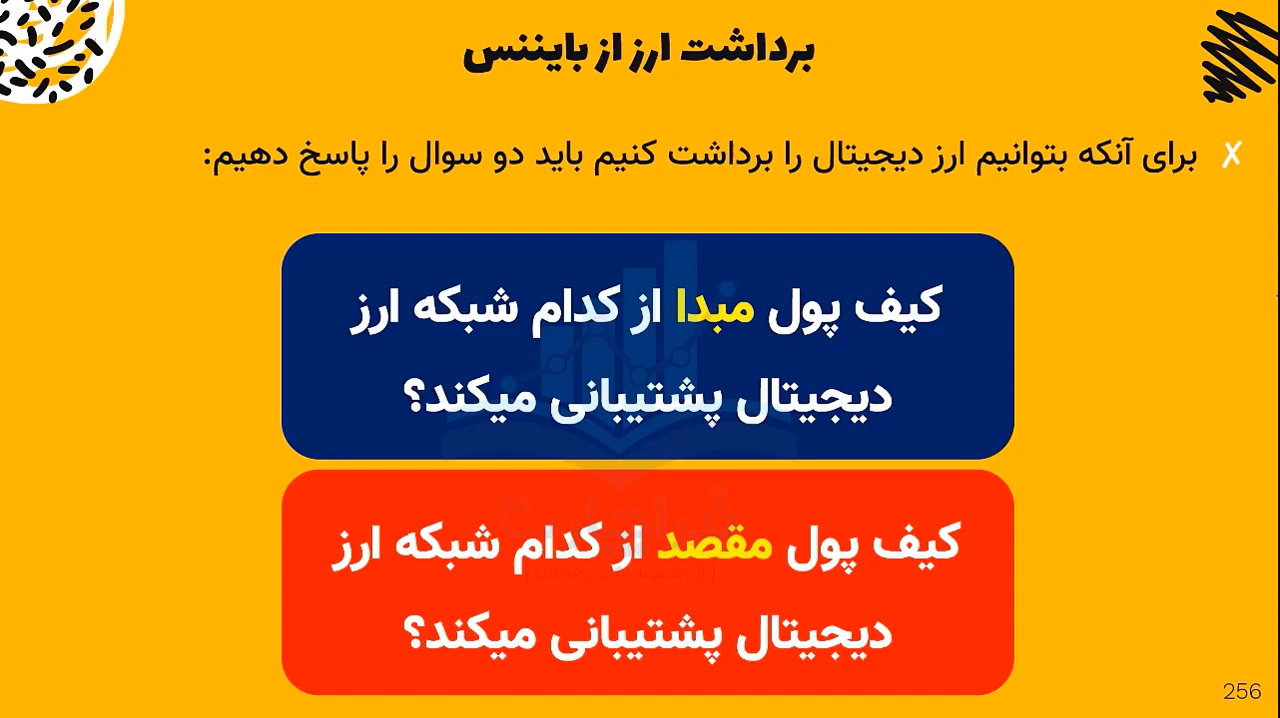 برداشت ارز از بایننس
برای آنکه بتوانیم ارز دیجیتال را برداشت کنیم باید دو سوال را پاسخ دهیم:
کیف پول مبدا از کدام شبکه ارز
دیجیتال پشتیبانی میکند؟
کیف پول مقصد از کدام شبکه ارز
دیجیتال پشتیبانی میکند؟
256